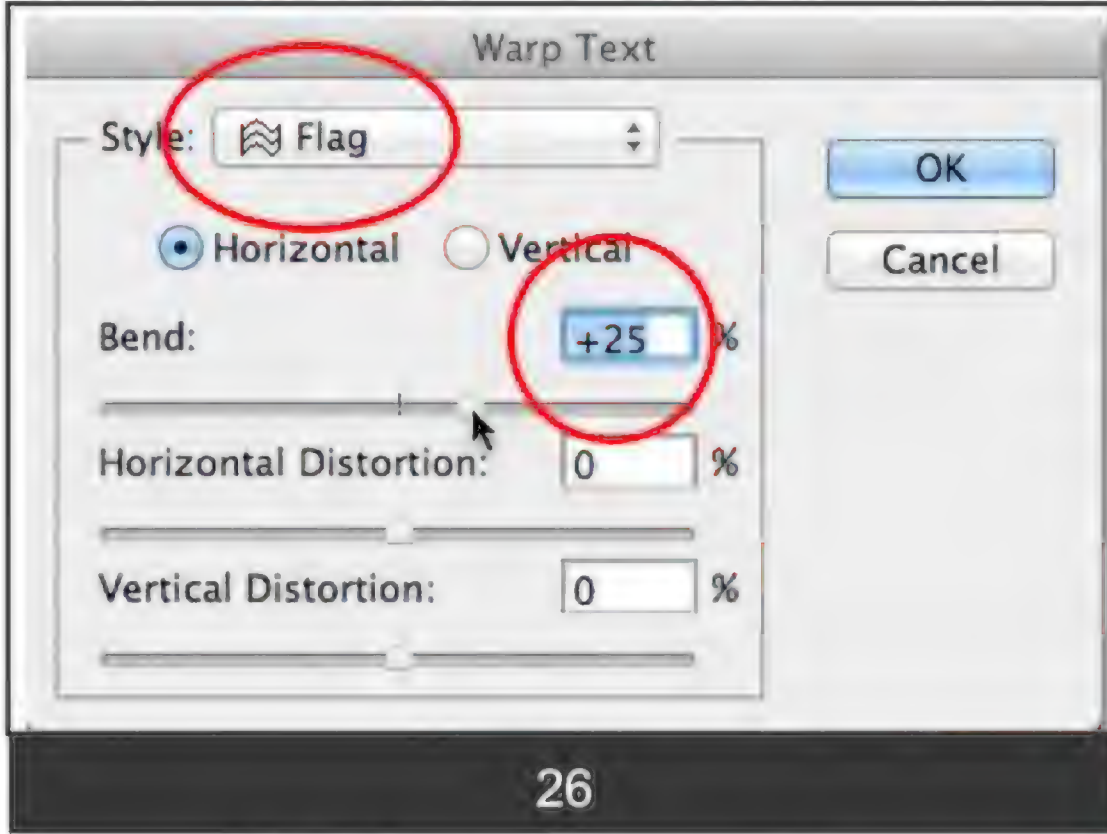 Warp Text
Style: Flag
OK
Horizontal Vertical
Cancel
Bend: +25 %
Horizontal Distortion: 0 %
Vertical Distortion: 0 %
26